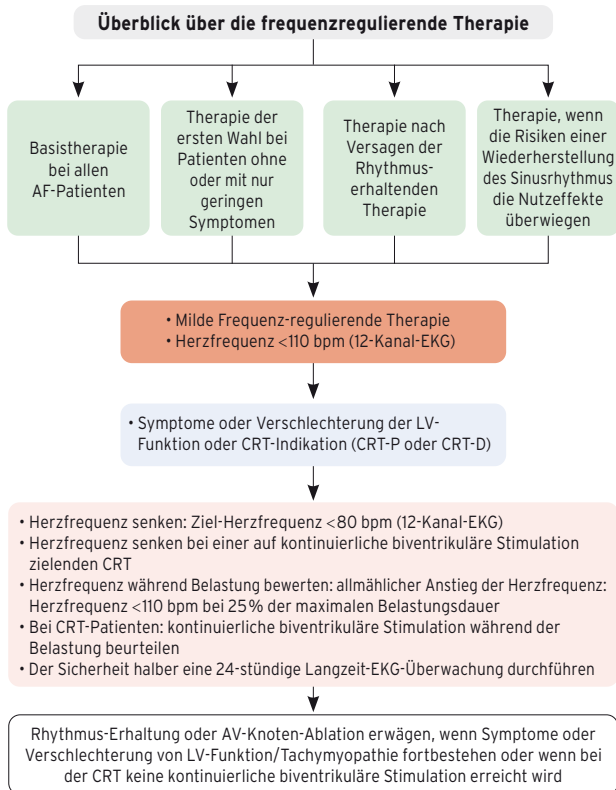 Überblick über die frequenzregulierende Therapie
Basistherapie
bei allen
AF-Patienten
Therapie der
ersten Wahl bei
Patienten ohne
oder mit nur
geringen
Symptomen
Therapie nach
Versagen der
Rhythmus-
erhaltenden
Therapie
Therapie, wenn
die Risiken einer
Wiederherstellung
des Sinusrhythmus
die Nutzeffekte
überwiegen
• Milde Frequenz-regulierende Therapie
• Herzfrequenz <110 bpm (12-Kanal-EKG)
• Symptome oder Verschlechterung der LV-
Funktion oder CRT-Indikation (CRT-P oder CRT-D)
• Herzfrequenz senken: Ziel-Herzfrequenz <80 bpm (12-Kanal-EKG)
• Herzfrequenz senken bei einer auf kontinuierliche biventrikuläre Stimulation
zielenden CRT
• Herzfrequenz während Belastung bewerten: allmählicher Anstieg der Herzfrequenz:
Herzfrequenz <110 bpm bei 25 % der maximalen Belastungsdauer
• Bei CRT-Patienten: kontinuierliche biventrikuläre Stimulation während der
Belastung beurteilen
• Der Sicherheit halber eine 24-stündige Langzeit-EKG-Überwachung durchführen
Rhythmus-Erhaltung oder AV-Knoten-Ablation erwägen, wenn Symptome oder
Verschlechterung von LV-Funktion/Tachymyopathie fortbestehen oder wenn bei
der CRT keine kontinuierliche biventrikuläre Stimulation erreicht wird